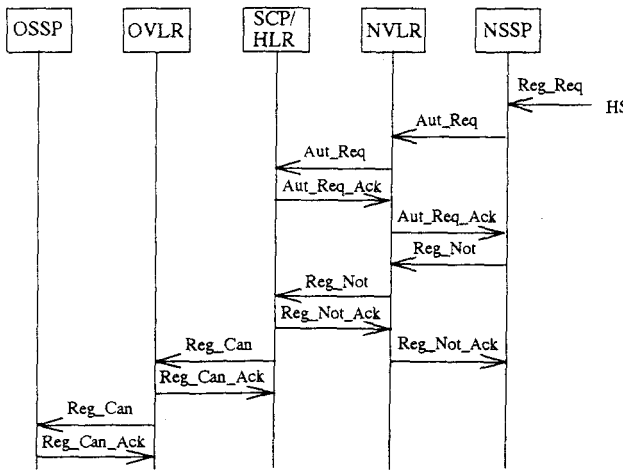 OSSP OVLR SCP/ HLR NVLR NSSP
Reg_Req
HS
Aut_Req
Aut_Req
Aut_Req_Ack
Aut_Req_Ack
Reg_Not
Reg_Not
Reg_Not_Ack
Reg_Can Reg_Not_Ack
Reg_Can_Ack
Reg_Can
Reg_Can_Ack